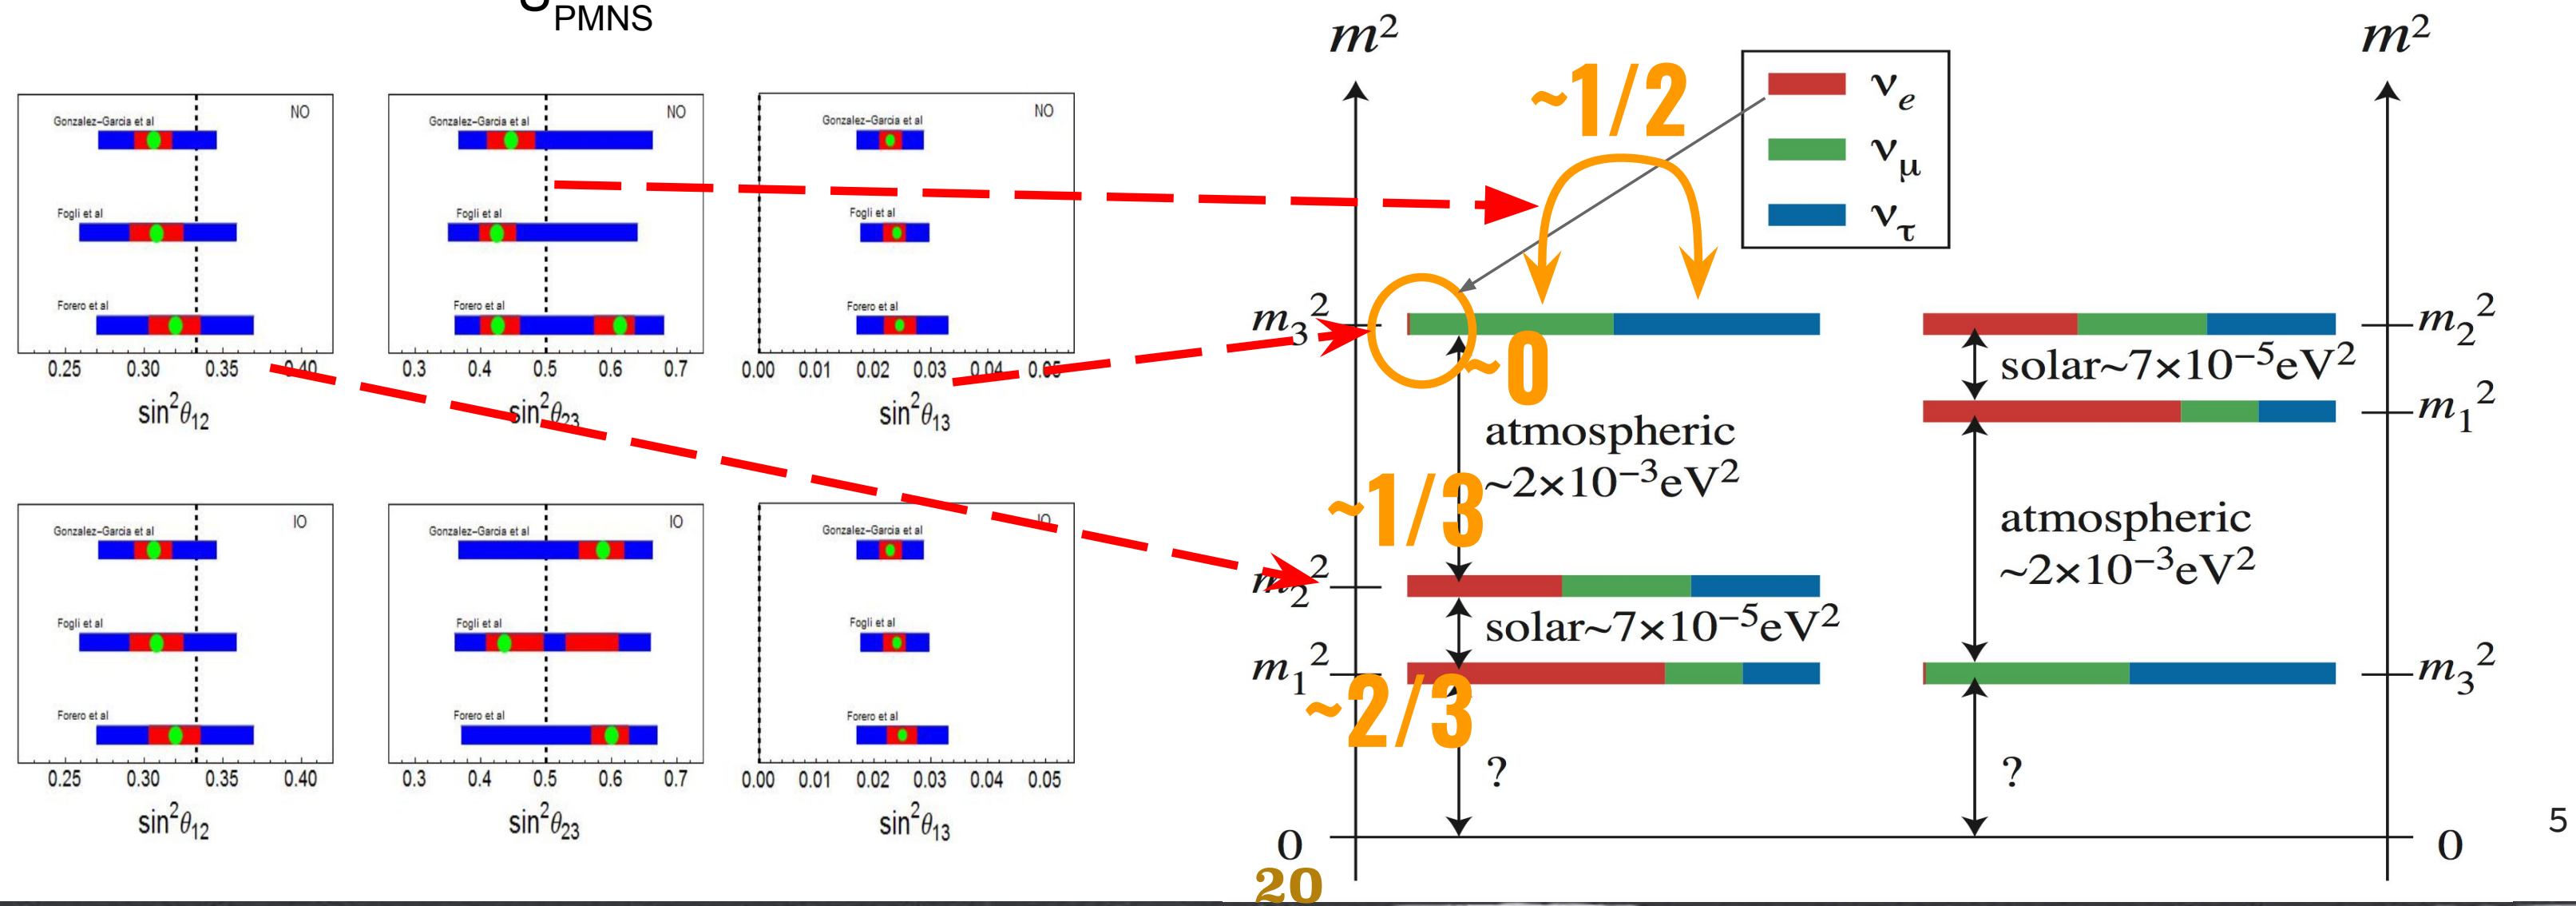 U_PMNS
NO
Gonzalez-Garcia et al
Fogli et al
Forero et al
0.25 0.30 0.35 0.40
sin²θ₁₂
NO
Gonzalez-Garcia et al
Fogli et al
Forero et al
0.3 0.4 0.5 0.6 0.7
sin²θ₂₃
NO
Gonzalez-Garcia et al
Fogli et al
Forero et al
0.00 0.01 0.02 0.03 0.04 0.05
sin²θ₁₃
IO
Gonzalez-Garcia et al
Fogli et al
Forero et al
0.25 0.30 0.35 0.40
sin²θ₁₂
IO
Gonzalez-Garcia et al
Fogli et al
Forero et al
0.3 0.4 0.5 0.6 0.7
sin²θ₂₃
IO
Gonzalez-Garcia et al
Fogli et al
Forero et al
0.00 0.01 0.02 0.03 0.04 0.05
sin²θ₁₃
m²
m²
~1/2
νe
νμ
ντ
m₃²
~0
atmospheric
~2×10⁻³eV²
~1/3
m₂²
solar~7×10⁻⁵eV²
m₁²
~2/3
?
0
m₂²
solar~7×10⁻⁵eV²
m₁²
atmospheric
~2×10⁻³eV²
m₃²
?
0
5
20